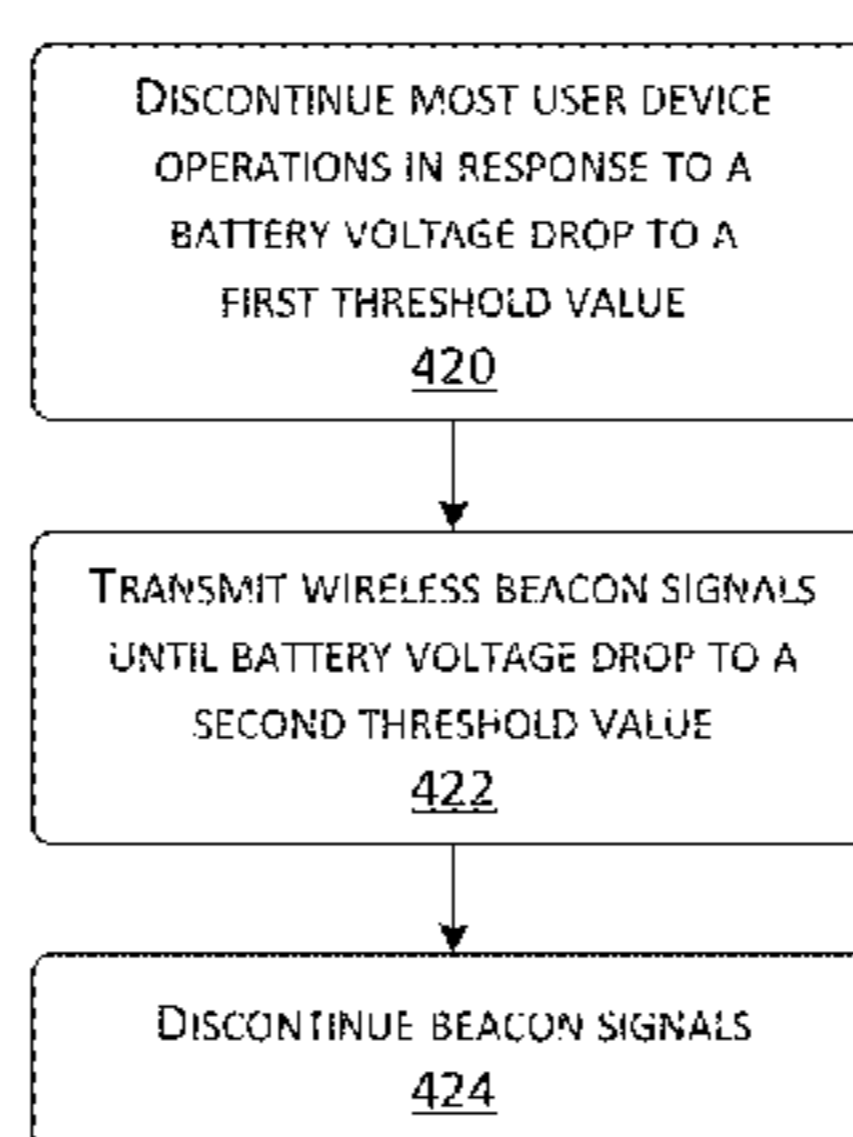 DISCONTINUE MOST USER DEVICE
OPERATIONS IN RESPONSE TO A
BATTERY VOLTAGE DROP TO A
FIRST THRESHOLD VALUE
420
TRANSMIT WIRELESS BEACON SIGNALS
UNTIL BATTERY VOLTAGE DROP TO A
SECOND THRESHOLD VALUE
422
DISCONTINUE BEACON SIGNALS
424